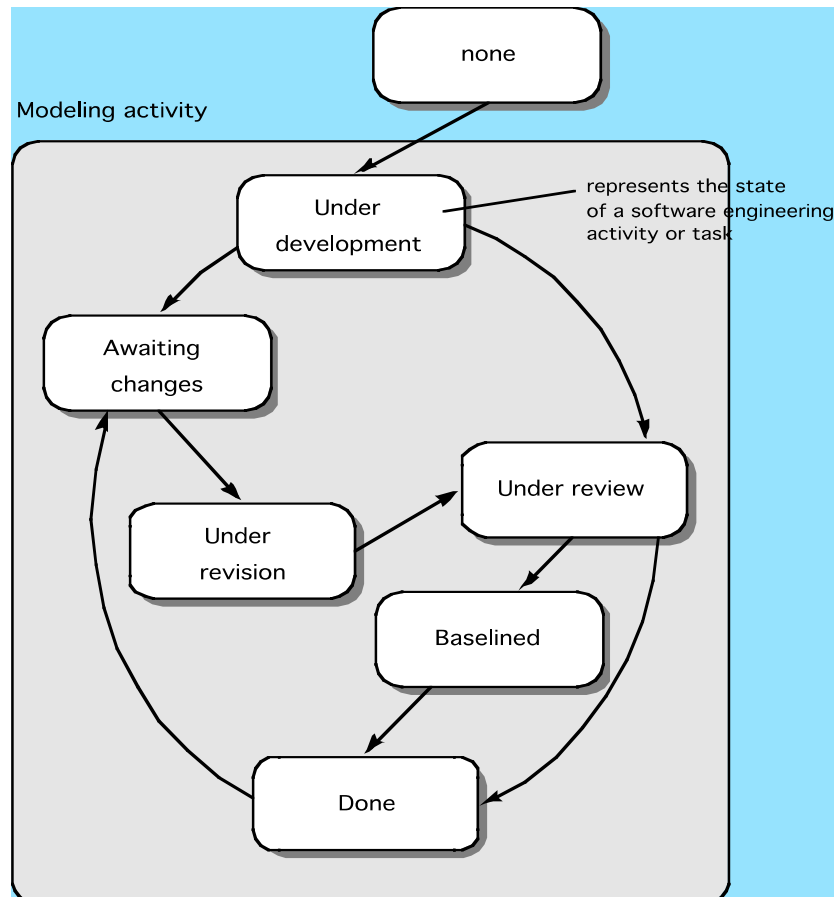 none
Modeling activity
Under
development
represents the state
of a software engineering
activity or task
Awaiting
changes
Under review
Under
revision
Baselined
Done